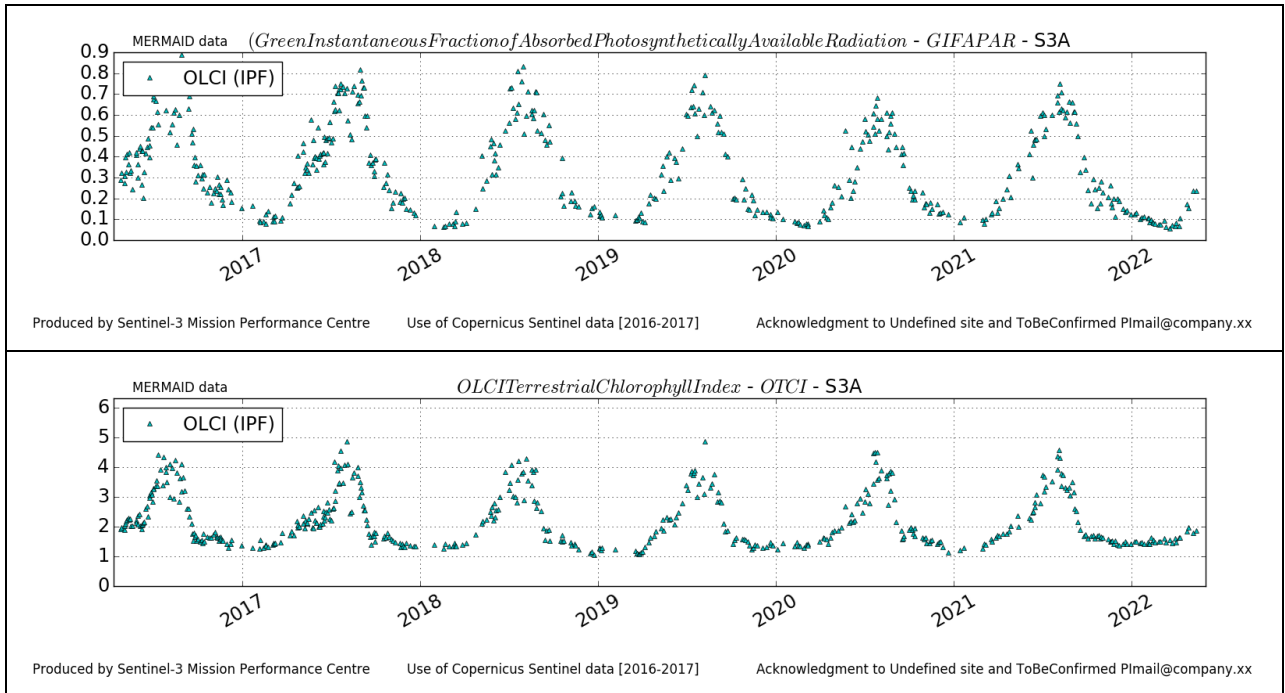 MERMAID data (GreenInstantaneousFractionofAbsorbedPhotosyntheticallyAvailableRadiation - GIFAPAR - S3A
0.9
OLCI (IPF)
0.8
0.7
0.6
0.5
0.4
0.3
0.2
0.1
0.0
2017 2018 2019 2020 2021 2022
Produced by Sentinel-3 Mission Performance Centre Use of Copernicus Sentinel data [2016-2017] Acknowledgment to Undefined site and ToBeConfirmed PImail@company.xx
MERMAID data OLCITerrestrialChlorophyllIndex - OTCI - S3A
6
OLCI (IPF)
5
4
3
2
1
0
2017 2018 2019 2020 2021 2022
Produced by Sentinel-3 Mission Performance Centre Use of Copernicus Sentinel data [2016-2017] Acknowledgment to Undefined site and ToBeConfirmed PImail@company.xx